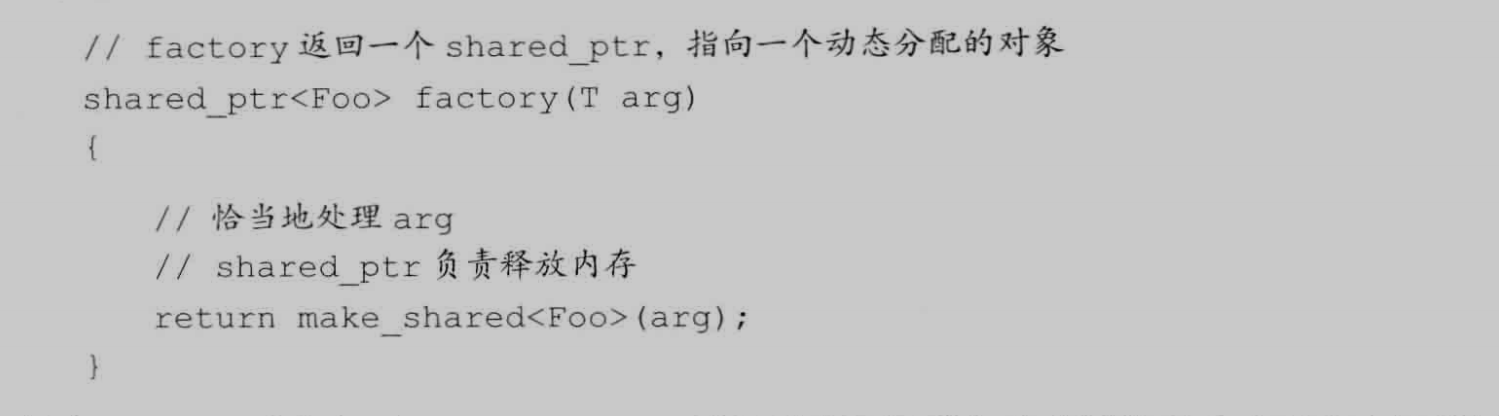 // factory 返回一个 shared_ptr，指向一个动态分配的对象
shared_ptr<Foo> factory(T arg)
{
// 恰当地处理 arg
// shared_ptr 负责释放内存
return make_shared<Foo>(arg);
}